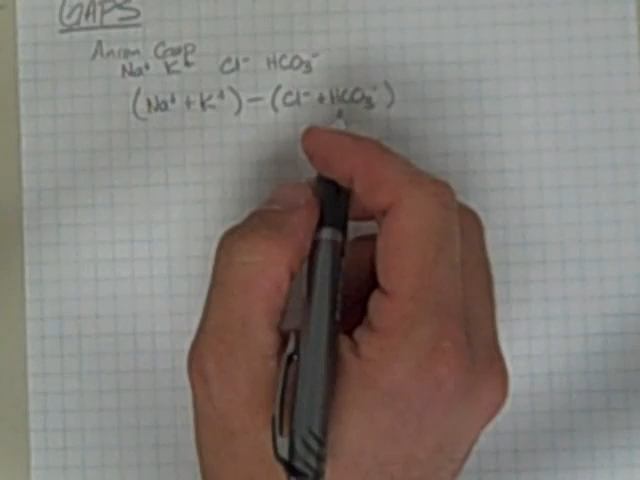 GAPS
Anion Gap
Na⁺ K⁺ Cl⁻ HCO₃⁻
(Na⁺ + K⁺) − (Cl⁻ + HCO₃⁻)